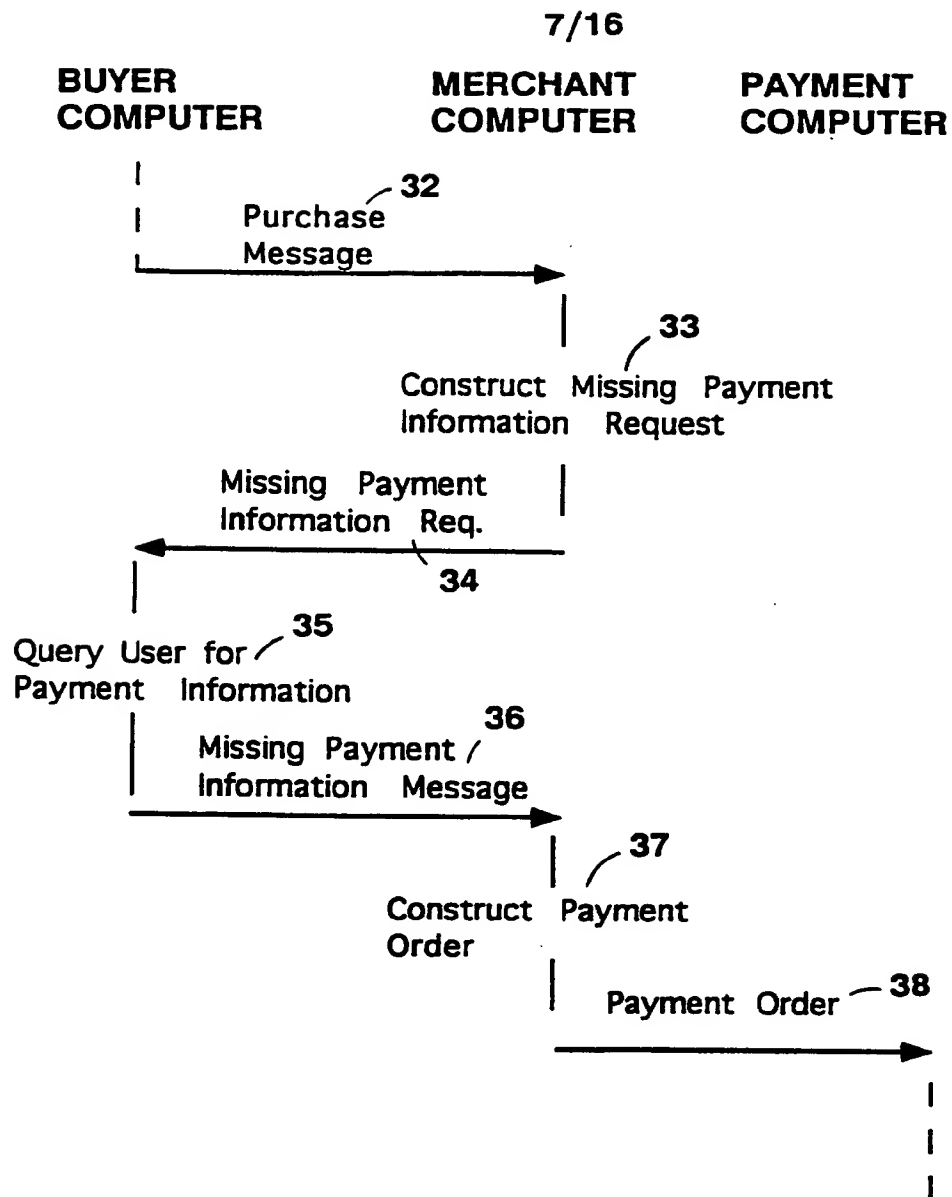 7/16
BUYER
COMPUTER
MERCHANT
COMPUTER
PAYMENT
COMPUTER
32
Purchase
Message
33
Construct Missing Payment
Information Request
Missing Payment
Information Req.
34
35
Query User for
Payment Information
36
Missing Payment
Information Message
37
Construct Payment
Order
Payment Order
38